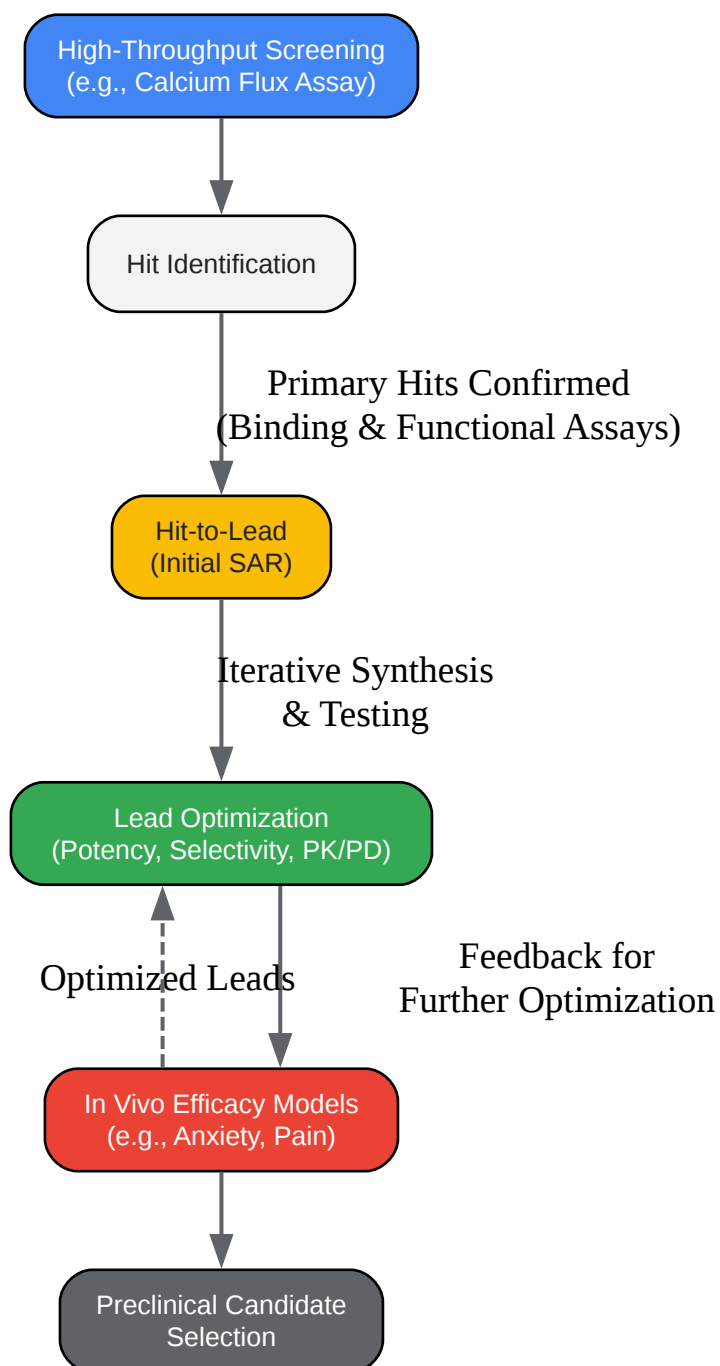 High-Throughput Screening
(e.g., Calcium Flux Assay)
Hit Identification
Primary Hits Confirmed
(Binding & Functional Assays)
Hit-to-Lead
(Initial SAR)
Iterative Synthesis
& Testing
Lead Optimization
(Potency, Selectivity, PK/PD)
Optimized Leads
Feedback for
Further Optimization
In Vivo Efficacy Models
(e.g., Anxiety, Pain)
Preclinical Candidate
Selection